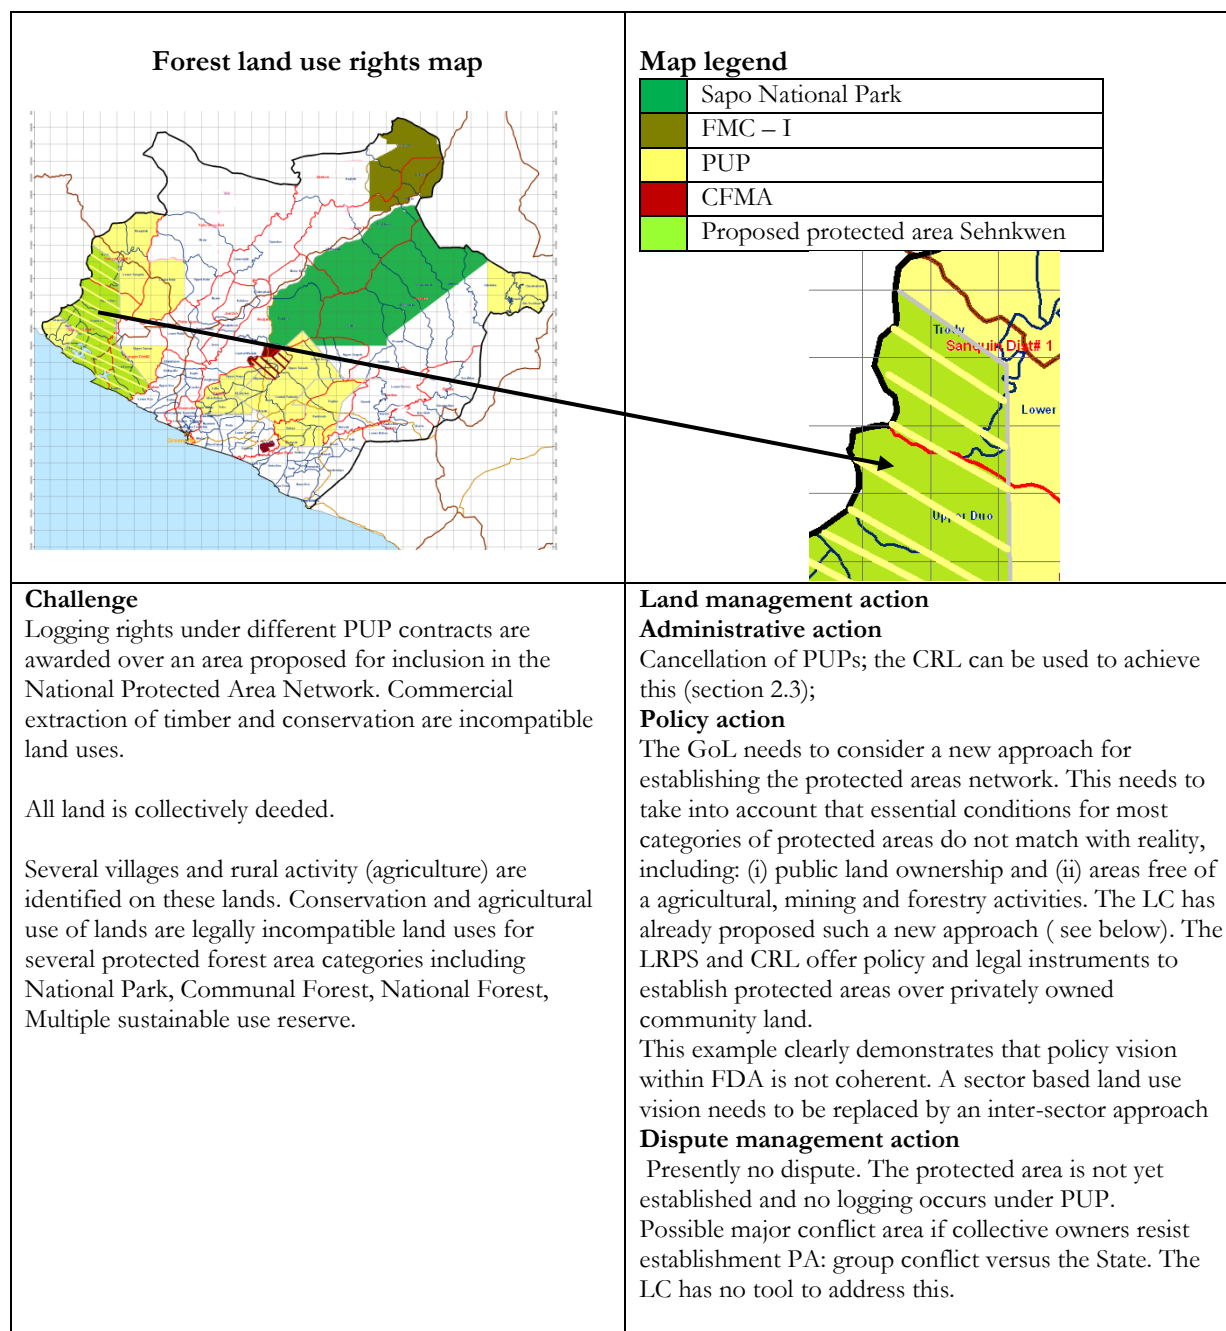 Forest land use rights map
Map legend
Sapo National Park
FMC – I
PUP
CFMA
Proposed protected area Sehnkwen
Trody
Sanquin Dist# 1
Lower
Upper Duo
Challenge
Logging rights under different PUP contracts are
awarded over an area proposed for inclusion in the
National Protected Area Network. Commercial
extraction of timber and conservation are incompatible
land uses.
All land is collectively deeded.
Several villages and rural activity (agriculture) are
identified on these lands. Conservation and agricultural
use of lands are legally incompatible land uses for
several protected forest area categories including
National Park, Communal Forest, National Forest,
Multiple sustainable use reserve.
Land management action
Administrative action
Cancellation of PUPs; the CRL can be used to achieve
this (section 2.3);
Policy action
The GoL needs to consider a new approach for
establishing the protected areas network. This needs to
take into account that essential conditions for most
categories of protected areas do not match with reality,
including: (i) public land ownership and (ii) areas free of
a agricultural, mining and forestry activities. The LC has
already proposed such a new approach ( see below). The
LRPS and CRL offer policy and legal instruments to
establish protected areas over privately owned
community land.
This example clearly demonstrates that policy vision
within FDA is not coherent. A sector based land use
vision needs to be replaced by an inter-sector approach
Dispute management action
Presently no dispute. The protected area is not yet
established and no logging occurs under PUP.
Possible major conflict area if collective owners resist
establishment PA: group conflict versus the State. The
LC has no tool to address this.